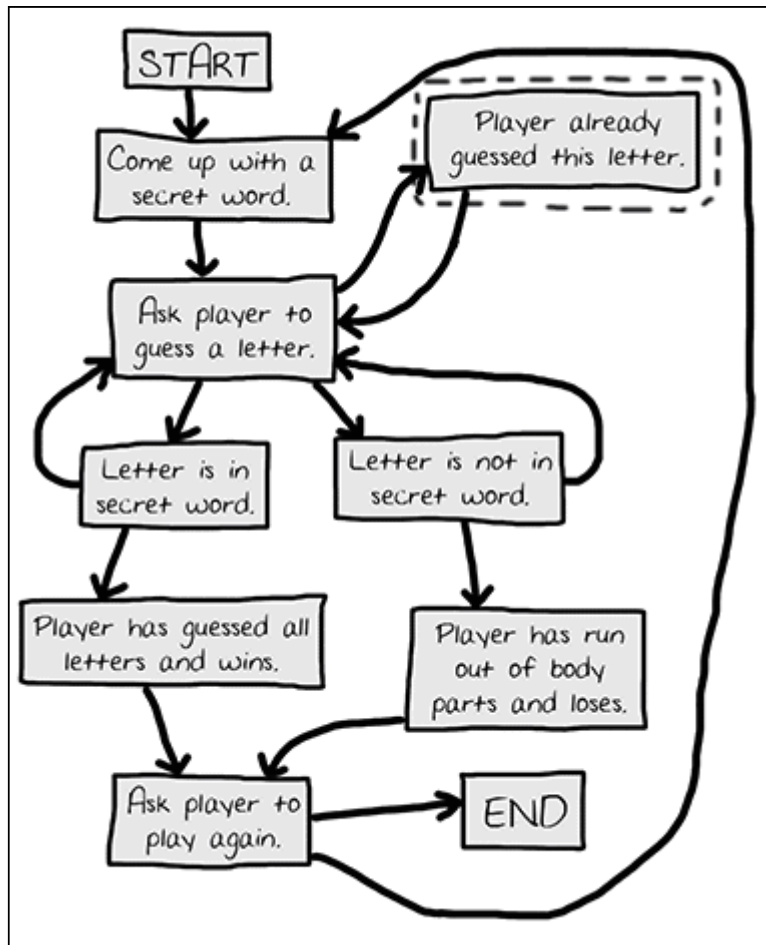 START
Come up with a
secret word.
Player already
guessed this letter.
Ask player to
guess a letter.
Letter is in
secret word.
Letter is not in
secret word.
Player has guessed all
letters and wins.
Player has run
out of body
parts and loses.
Ask player to
play again.
END